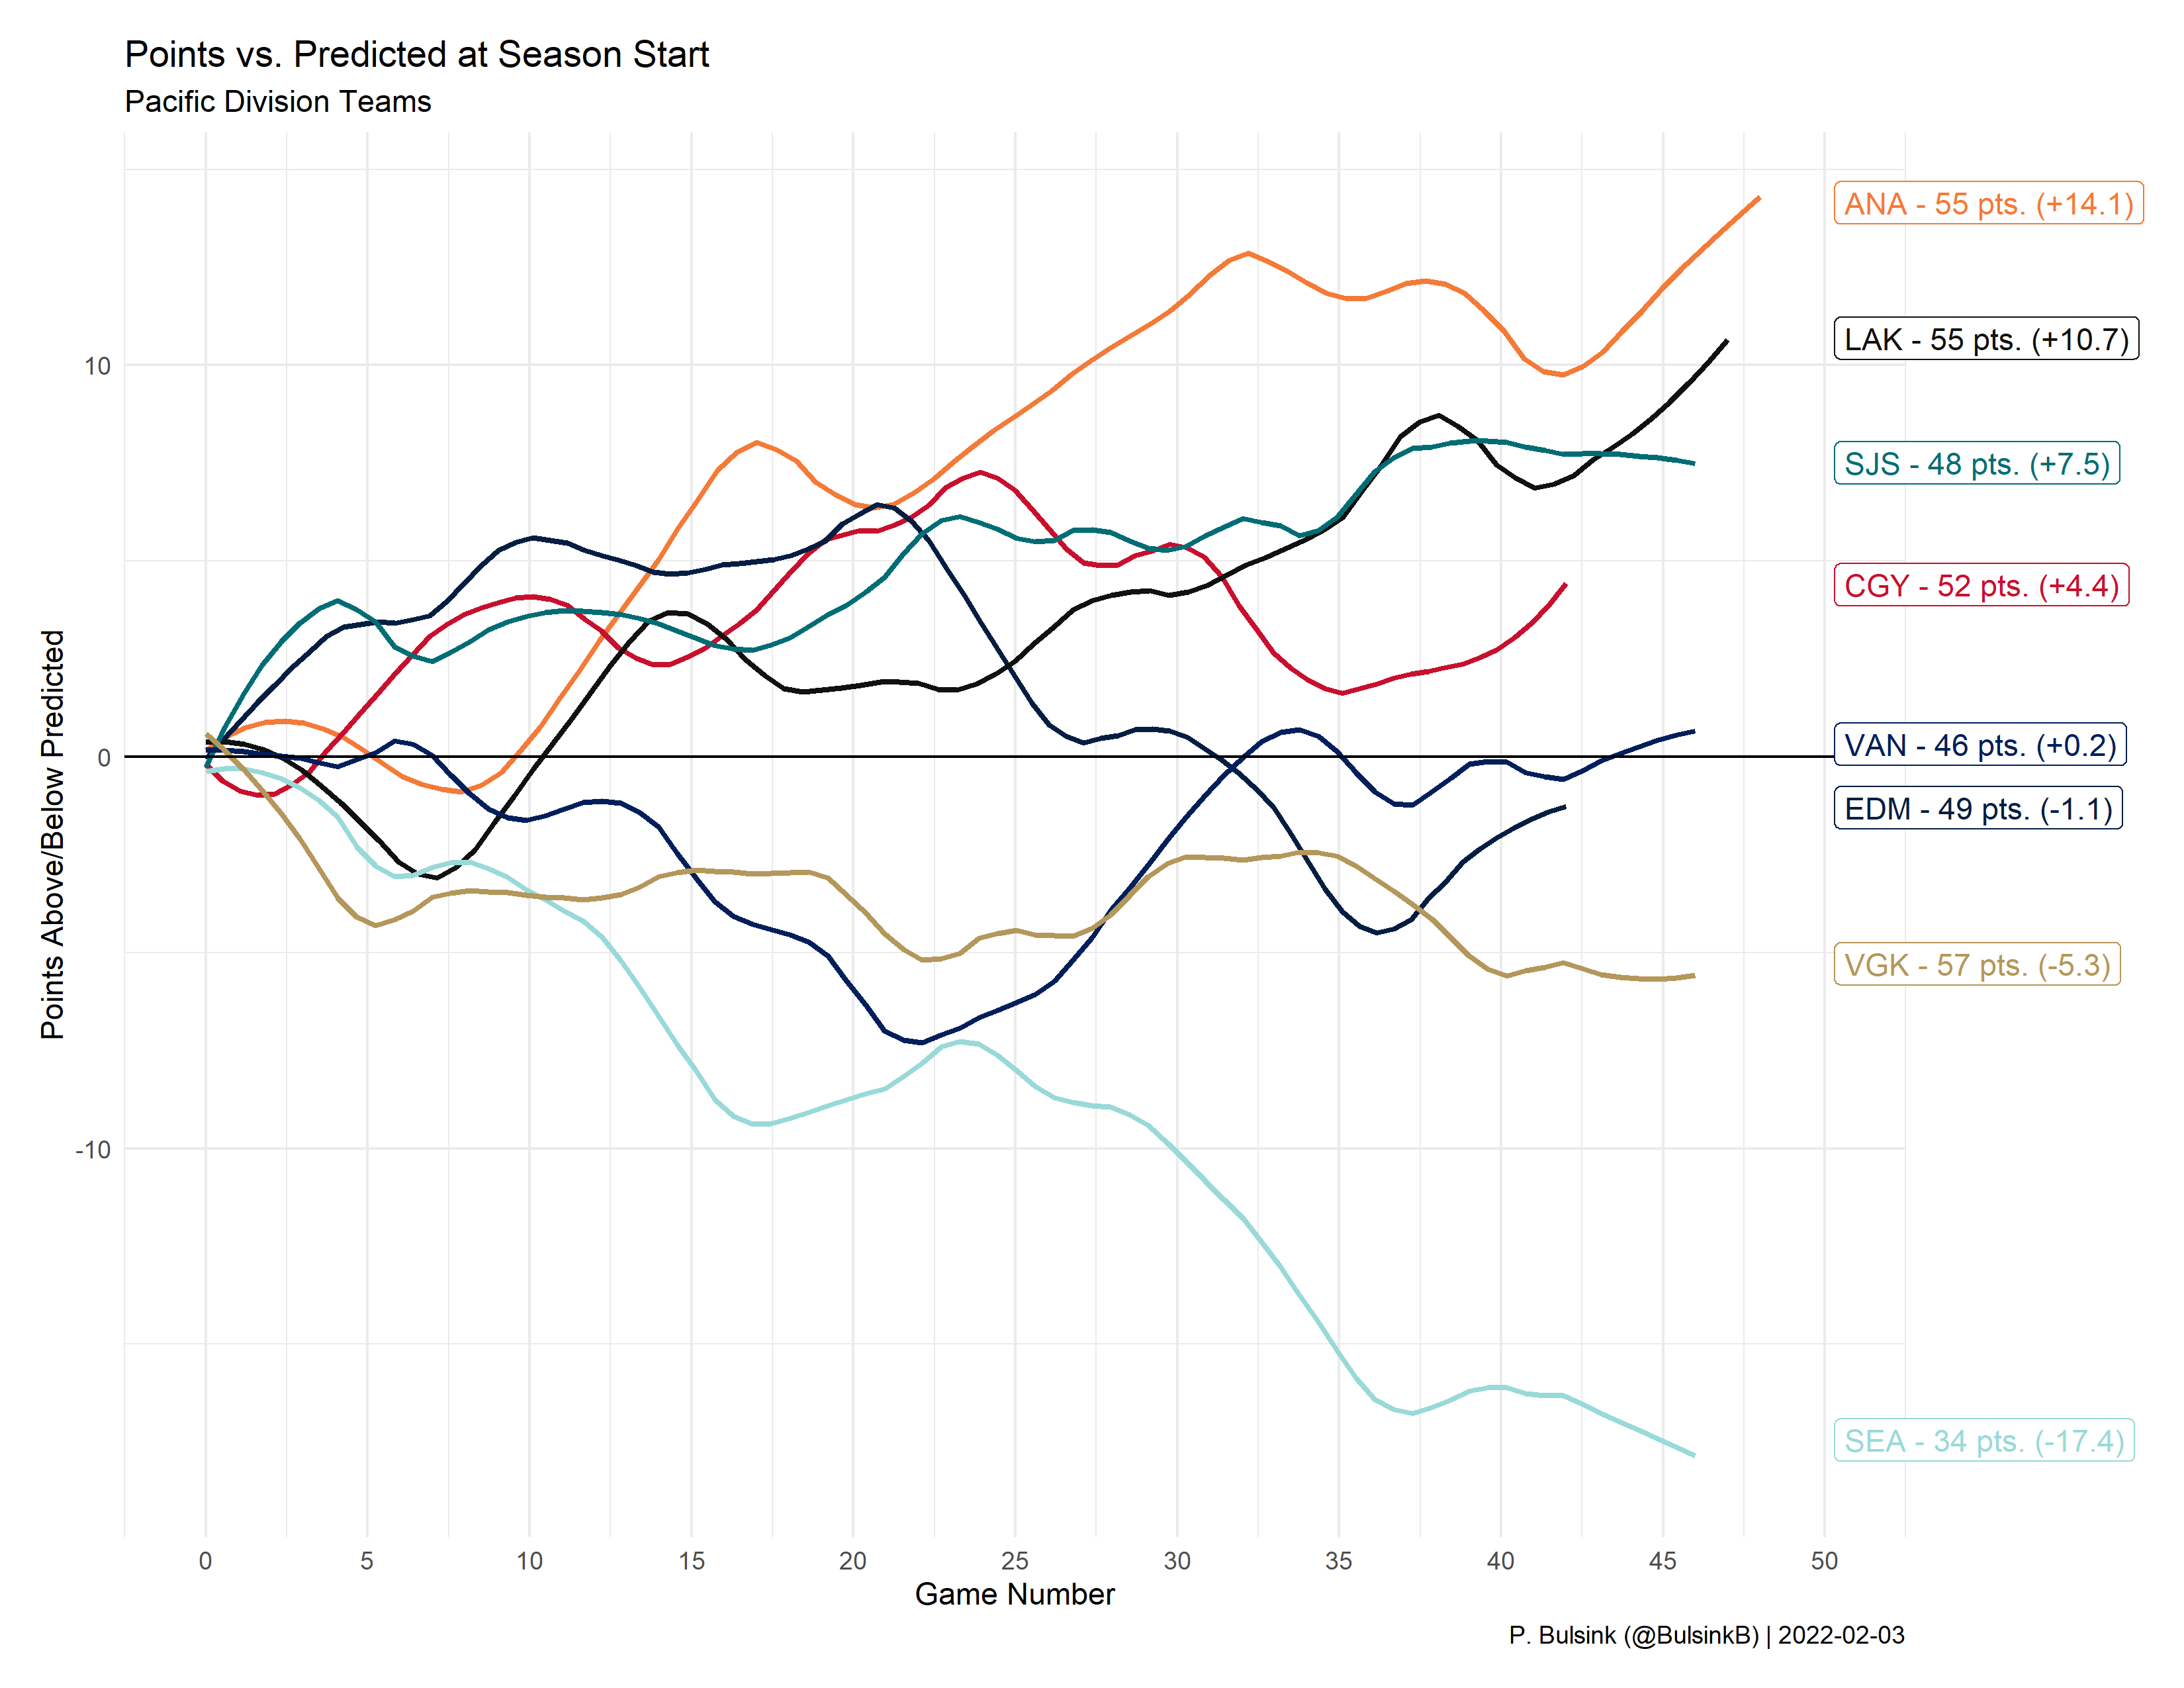 Points vs. Predicted at Season Start
Pacific Division Teams
Points Above/Below Predicted
10
0
-10
ANA - 55 pts. (+14.1)
LAK - 55 pts. (+10.7)
SJS - 48 pts. (+7.5)
CGY - 52 pts. (+4.4)
VAN - 46 pts. (+0.2)
EDM - 49 pts. (-1.1)
VGK - 57 pts. (-5.3)
SEA - 34 pts. (-17.4)
0 5 10 15 20 25 30 35 40 45 50
Game Number
P. Bulsink (@BulsinkB) | 2022-02-03